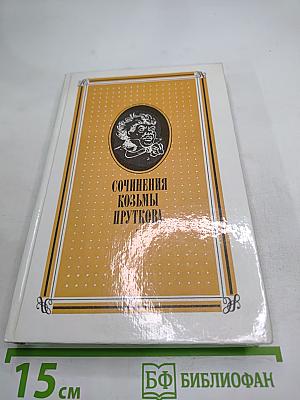 СОЧИНЕНИЯ
КОЗЬМЫ
ПРУТКОВА
15 см
БФ БИБЛИОФАН